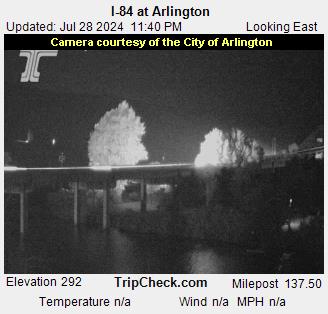 I-84 at Arlington
Updated: Jul 28 2024 11:40 PM Looking East
Camera courtesy of the City of Arlington
Elevation 292 TripCheck.com Milepost 137.50
Temperature n/a Wind n/a MPH n/a